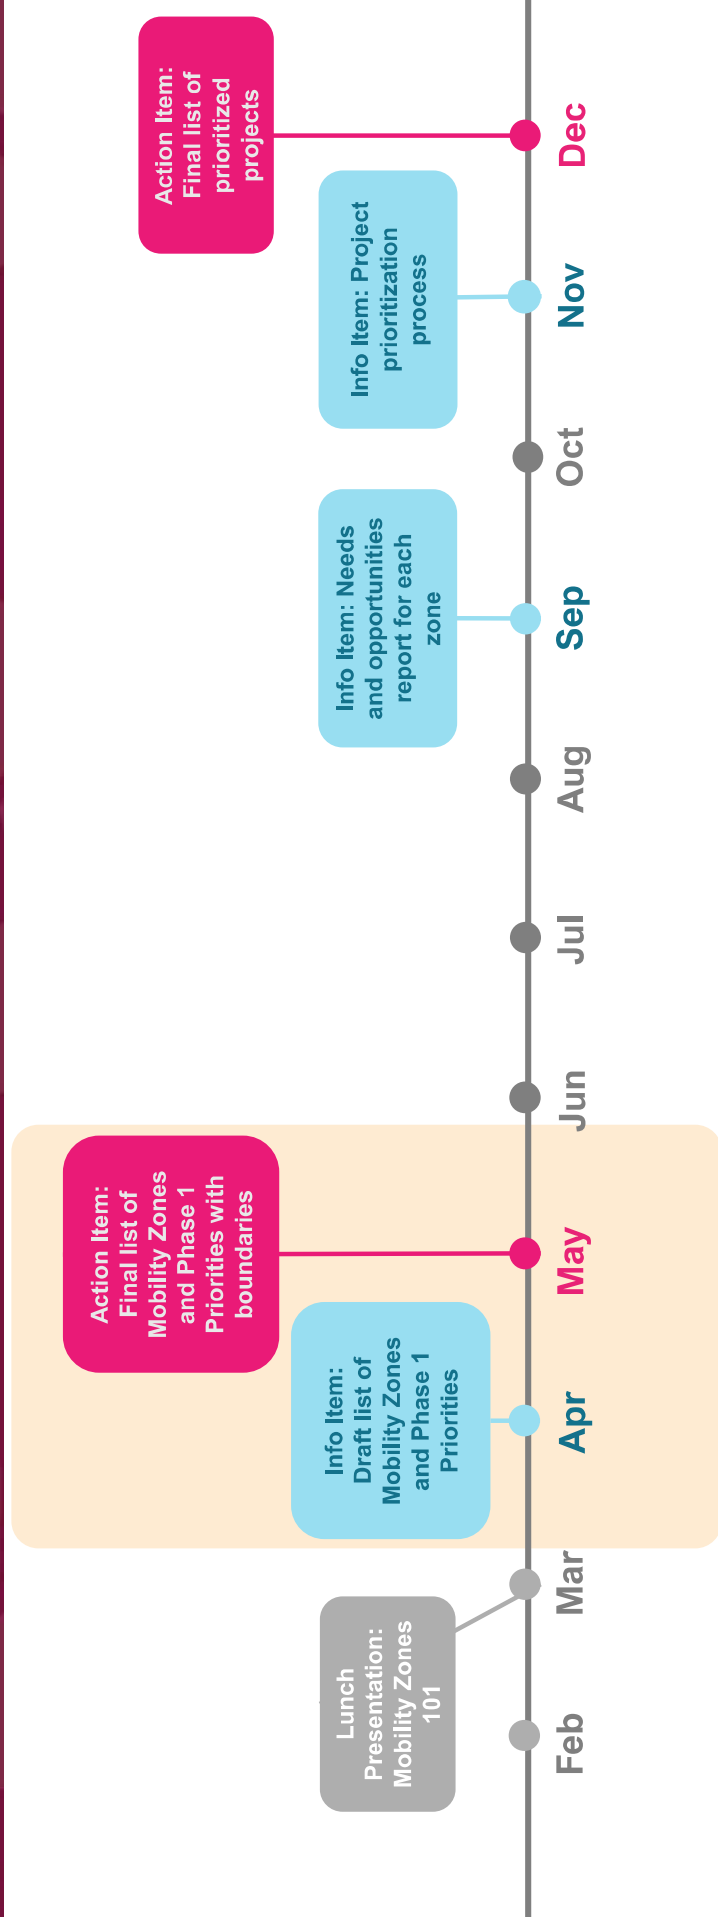 Lunch
Presentation:
Mobility Zones
101
Info Item:
Draft list of
Mobility Zones
and Phase 1
Priorities
Action Item:
Final list of
Mobility Zones
and Phase 1
Priorities with
boundaries
Info Item: Needs
and opportunities
report for each
zone
Info Item: Project
prioritization
process
Action Item:
Final list of
prioritized
projects
Feb
Mar
Apr
May
Jun
Jul
Aug
Sep
Oct
Nov
Dec